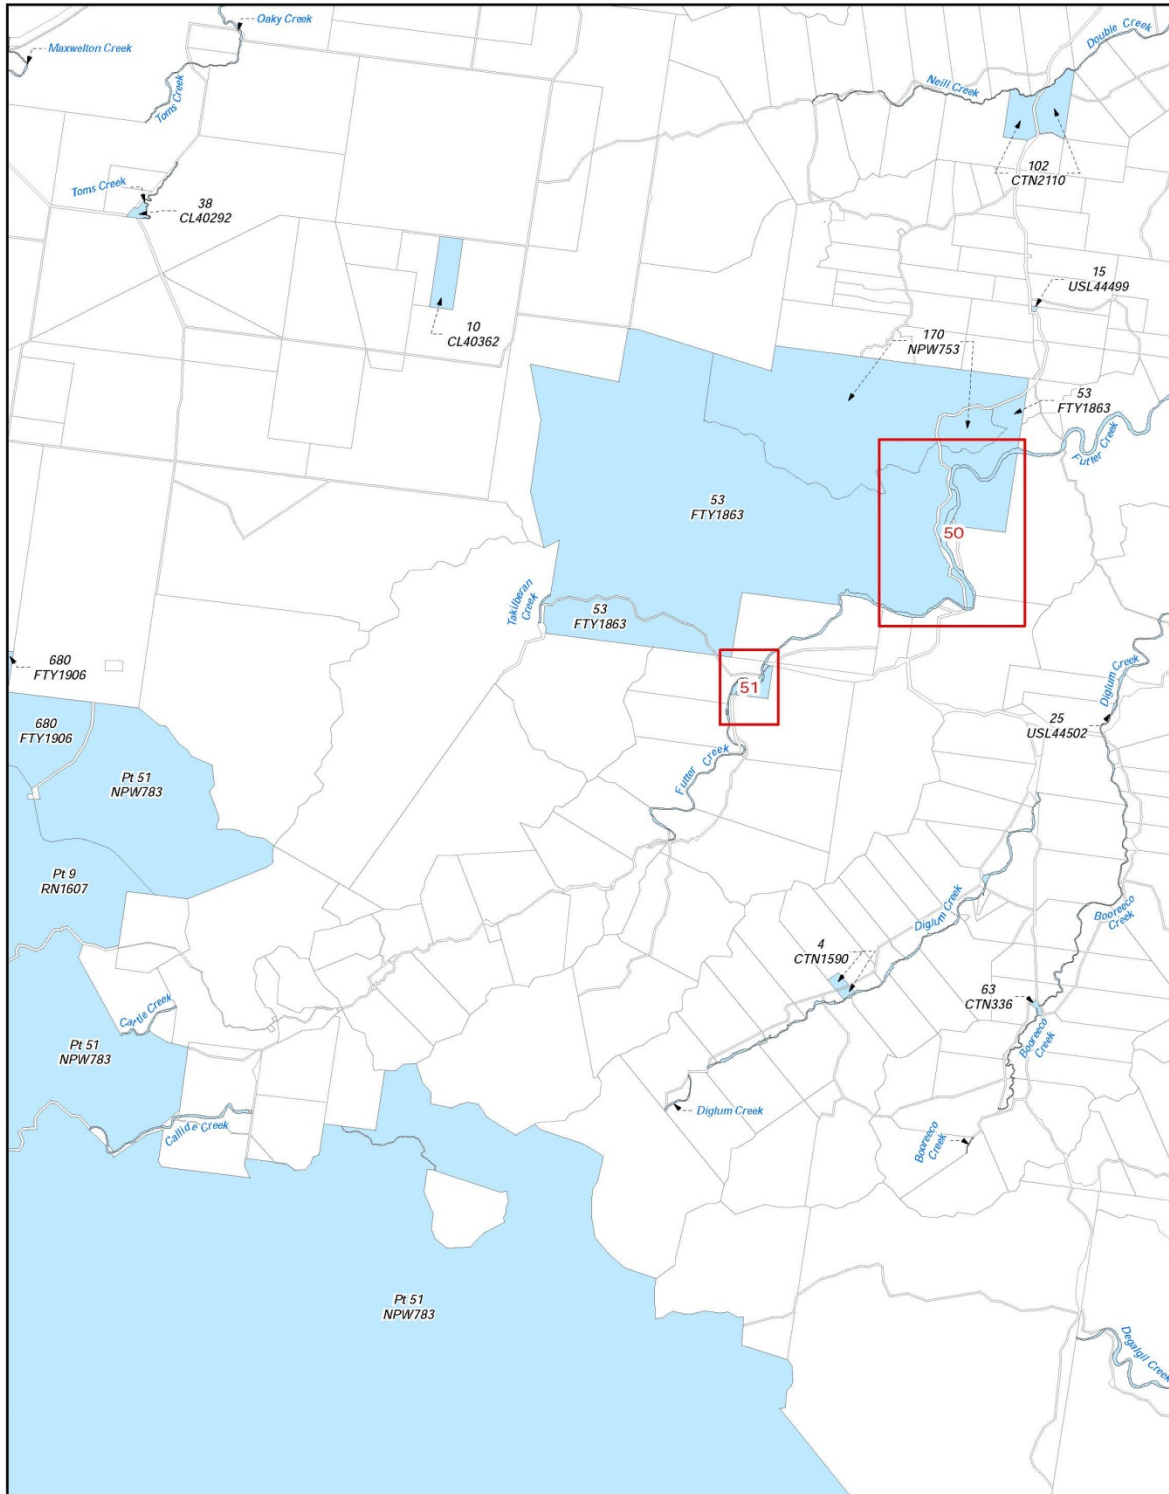 Oaky Creek
Maxwelton Creek
Double Creek
Neill Creek
Toms Creek
102
CTN2110
Toms Creek
38
CL40292
15
USL44499
10
CL40362
170
NPW753
53
FTY1863
Futter Creek
53
FTY1863
50
Takilberan
Creek
53
FTY1863
680
FTY1906
51
Diglum Creek
25
USL44502
680
FTY1906
Pt 51
NPW783
Futter Creek
Pt 9
RN1607
Diglum Creek
Booreeco
Creek
4
CTN1590
63
CTN336
Cartle Creek
Booreeco
Creek
Pt 51
NPW783
Callide Creek
Diglum Creek
Booreeco
Creek
Pt 51
NPW783
Degalgil Creek